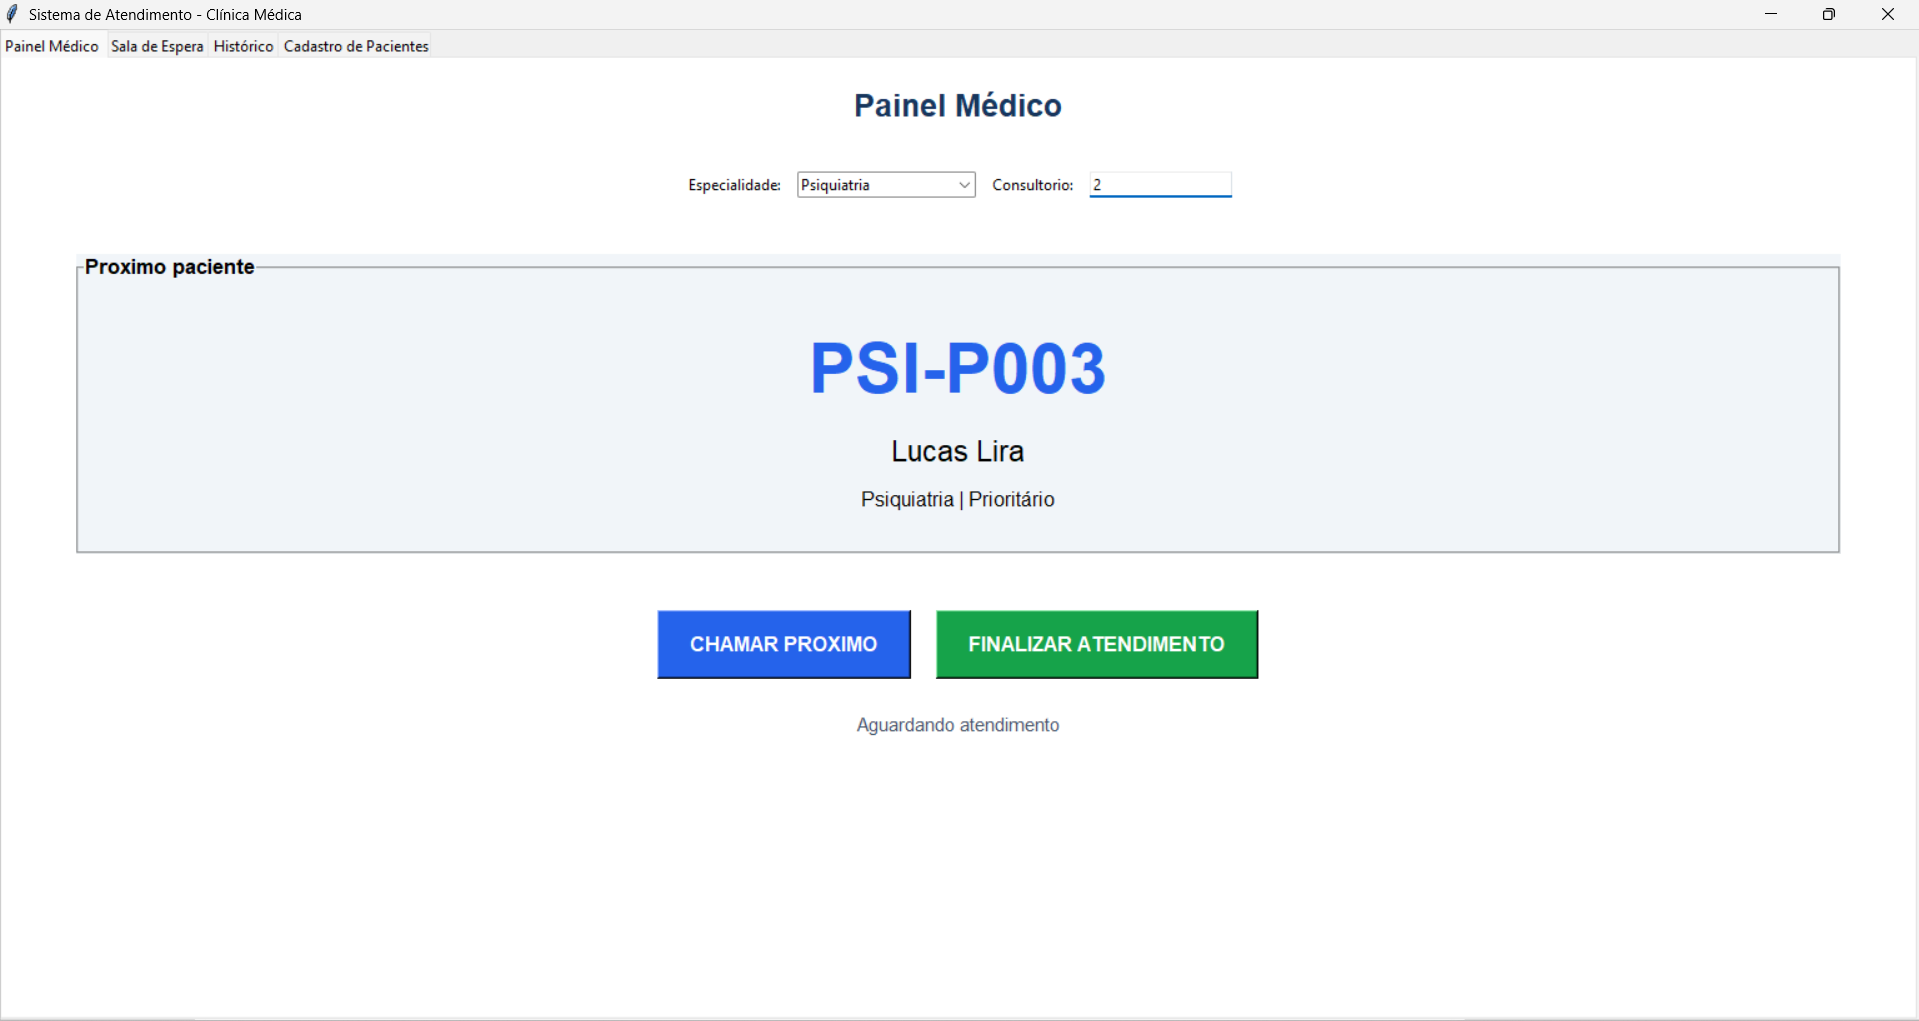 Sistema de Atendimento - Clínica Médica
Painel Médico Sala de Espera Histórico Cadastro de Pacientes
Painel Médico
Especialidade: Psiquiatria Consultorio: 2
Proximo paciente
PSI-P003
Lucas Lira
Psiquiatria | Prioritário
CHAMAR PROXIMO FINALIZAR ATENDIMENTO
Aguardando atendimento